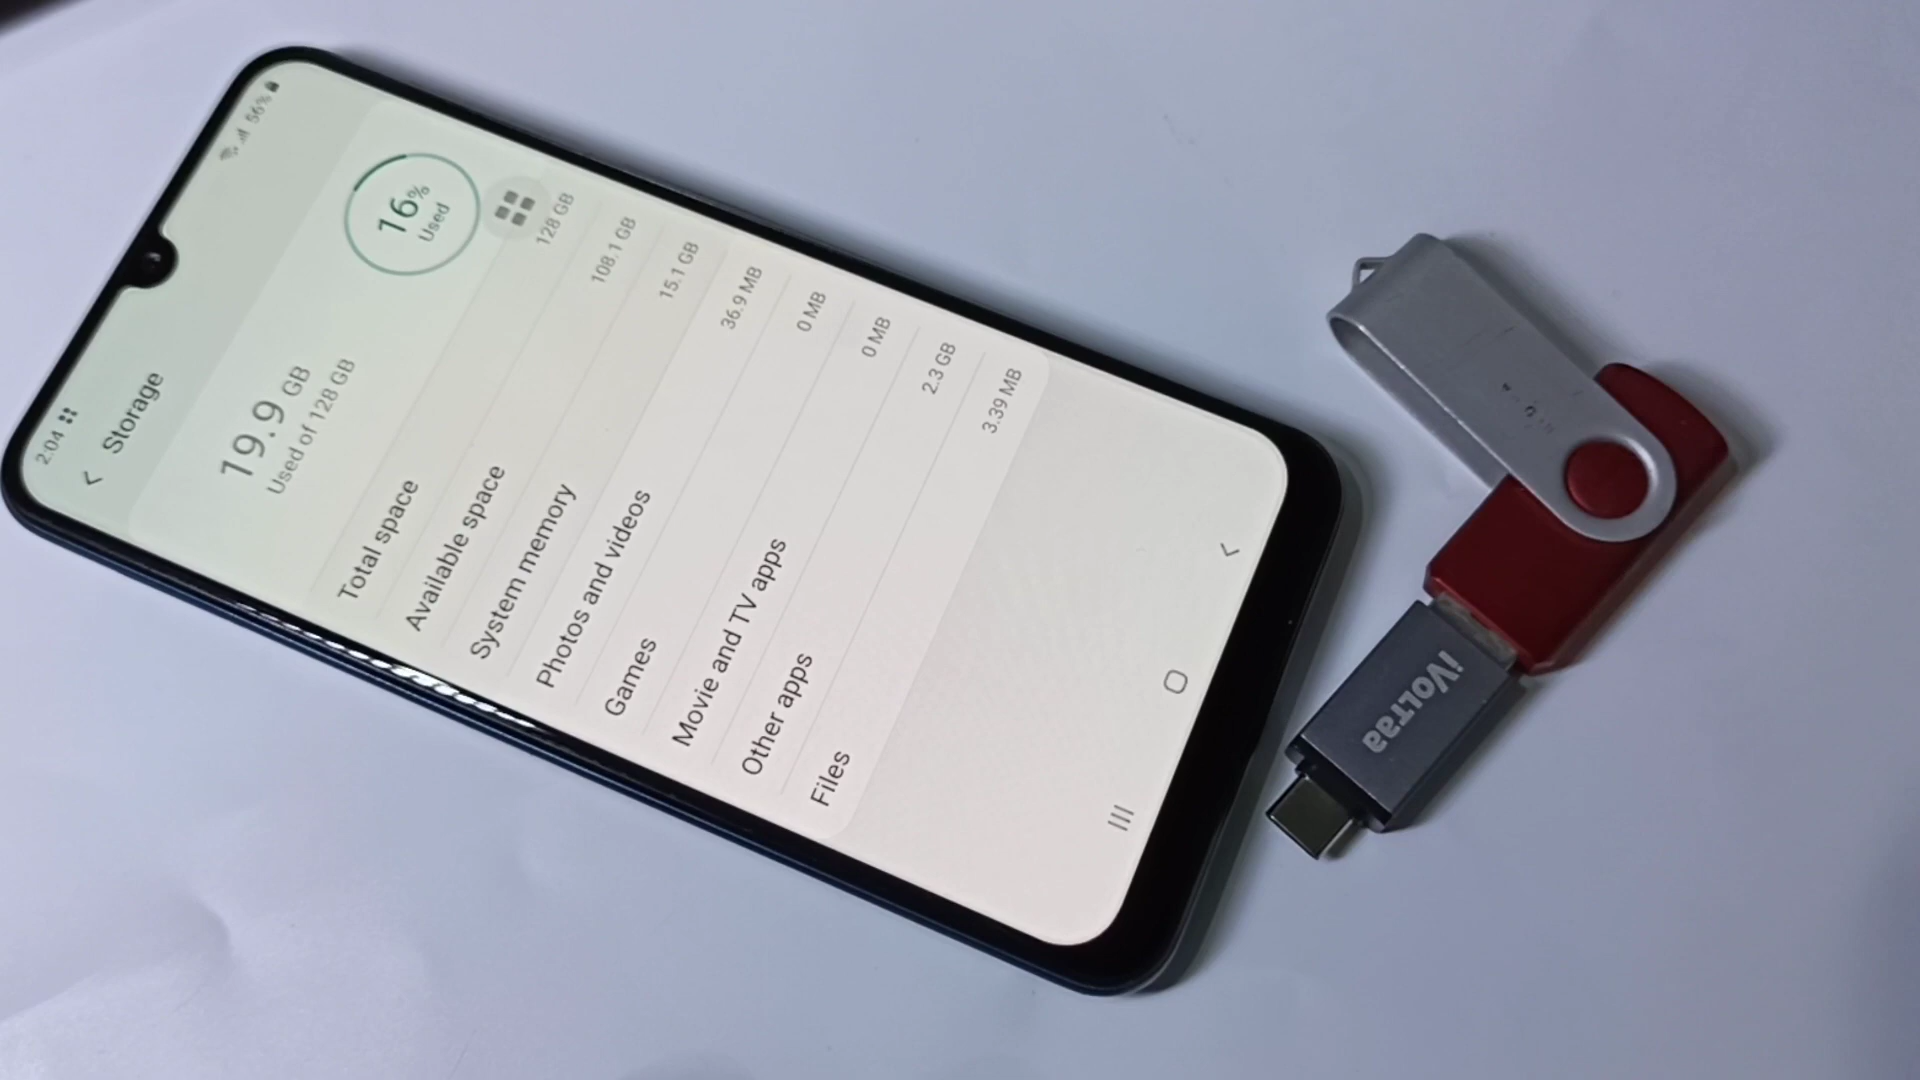 2:04
56%
Storage
19.9 GB
Used of 128 GB
16%
Used
Total space 128 GB
Available space 108.1 GB
System memory 15.1 GB
Photos and videos 36.9 MB
Games 0 MB
Movie and TV apps 0 MB
Other apps 2.3 GB
Files 3.39 MB
iVoLTaa